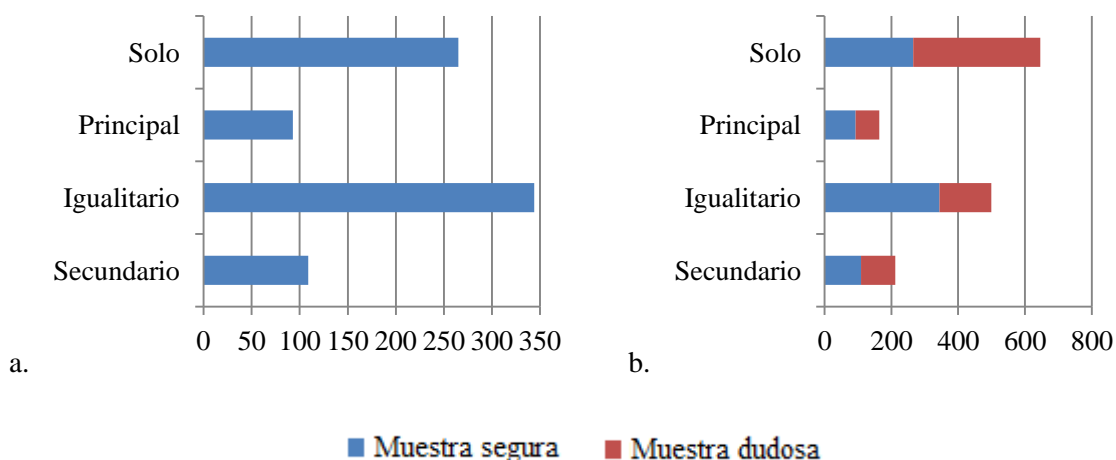 Solo
Principal
Igualitario
Secundario
0 50 100 150 200 250 300 350
a.
Solo
Principal
Igualitario
Secundario
0 200 400 600 800
b.
Muestra segura Muestra dudosa